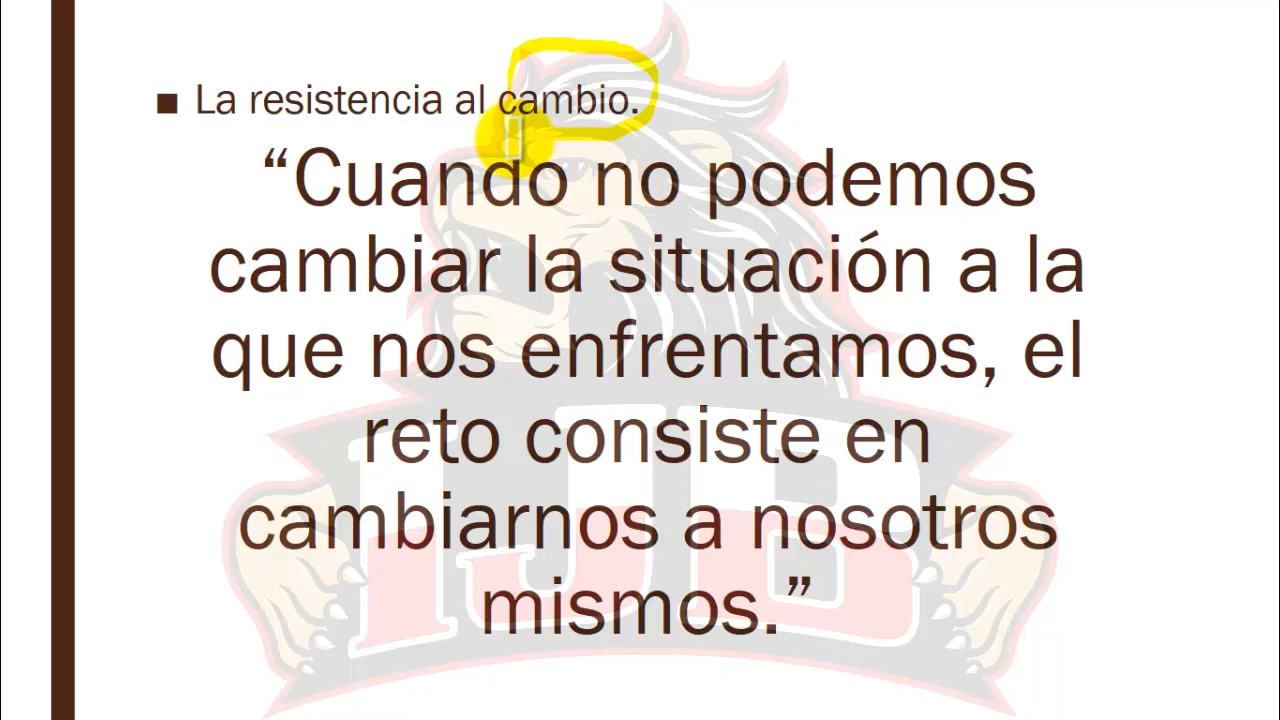 ■ La resistencia al cambio.
“Cuando no podemos
cambiar la situación a la
que nos enfrentamos, el
reto consiste en
cambiarnos a nosotros
mismos.”
IJB